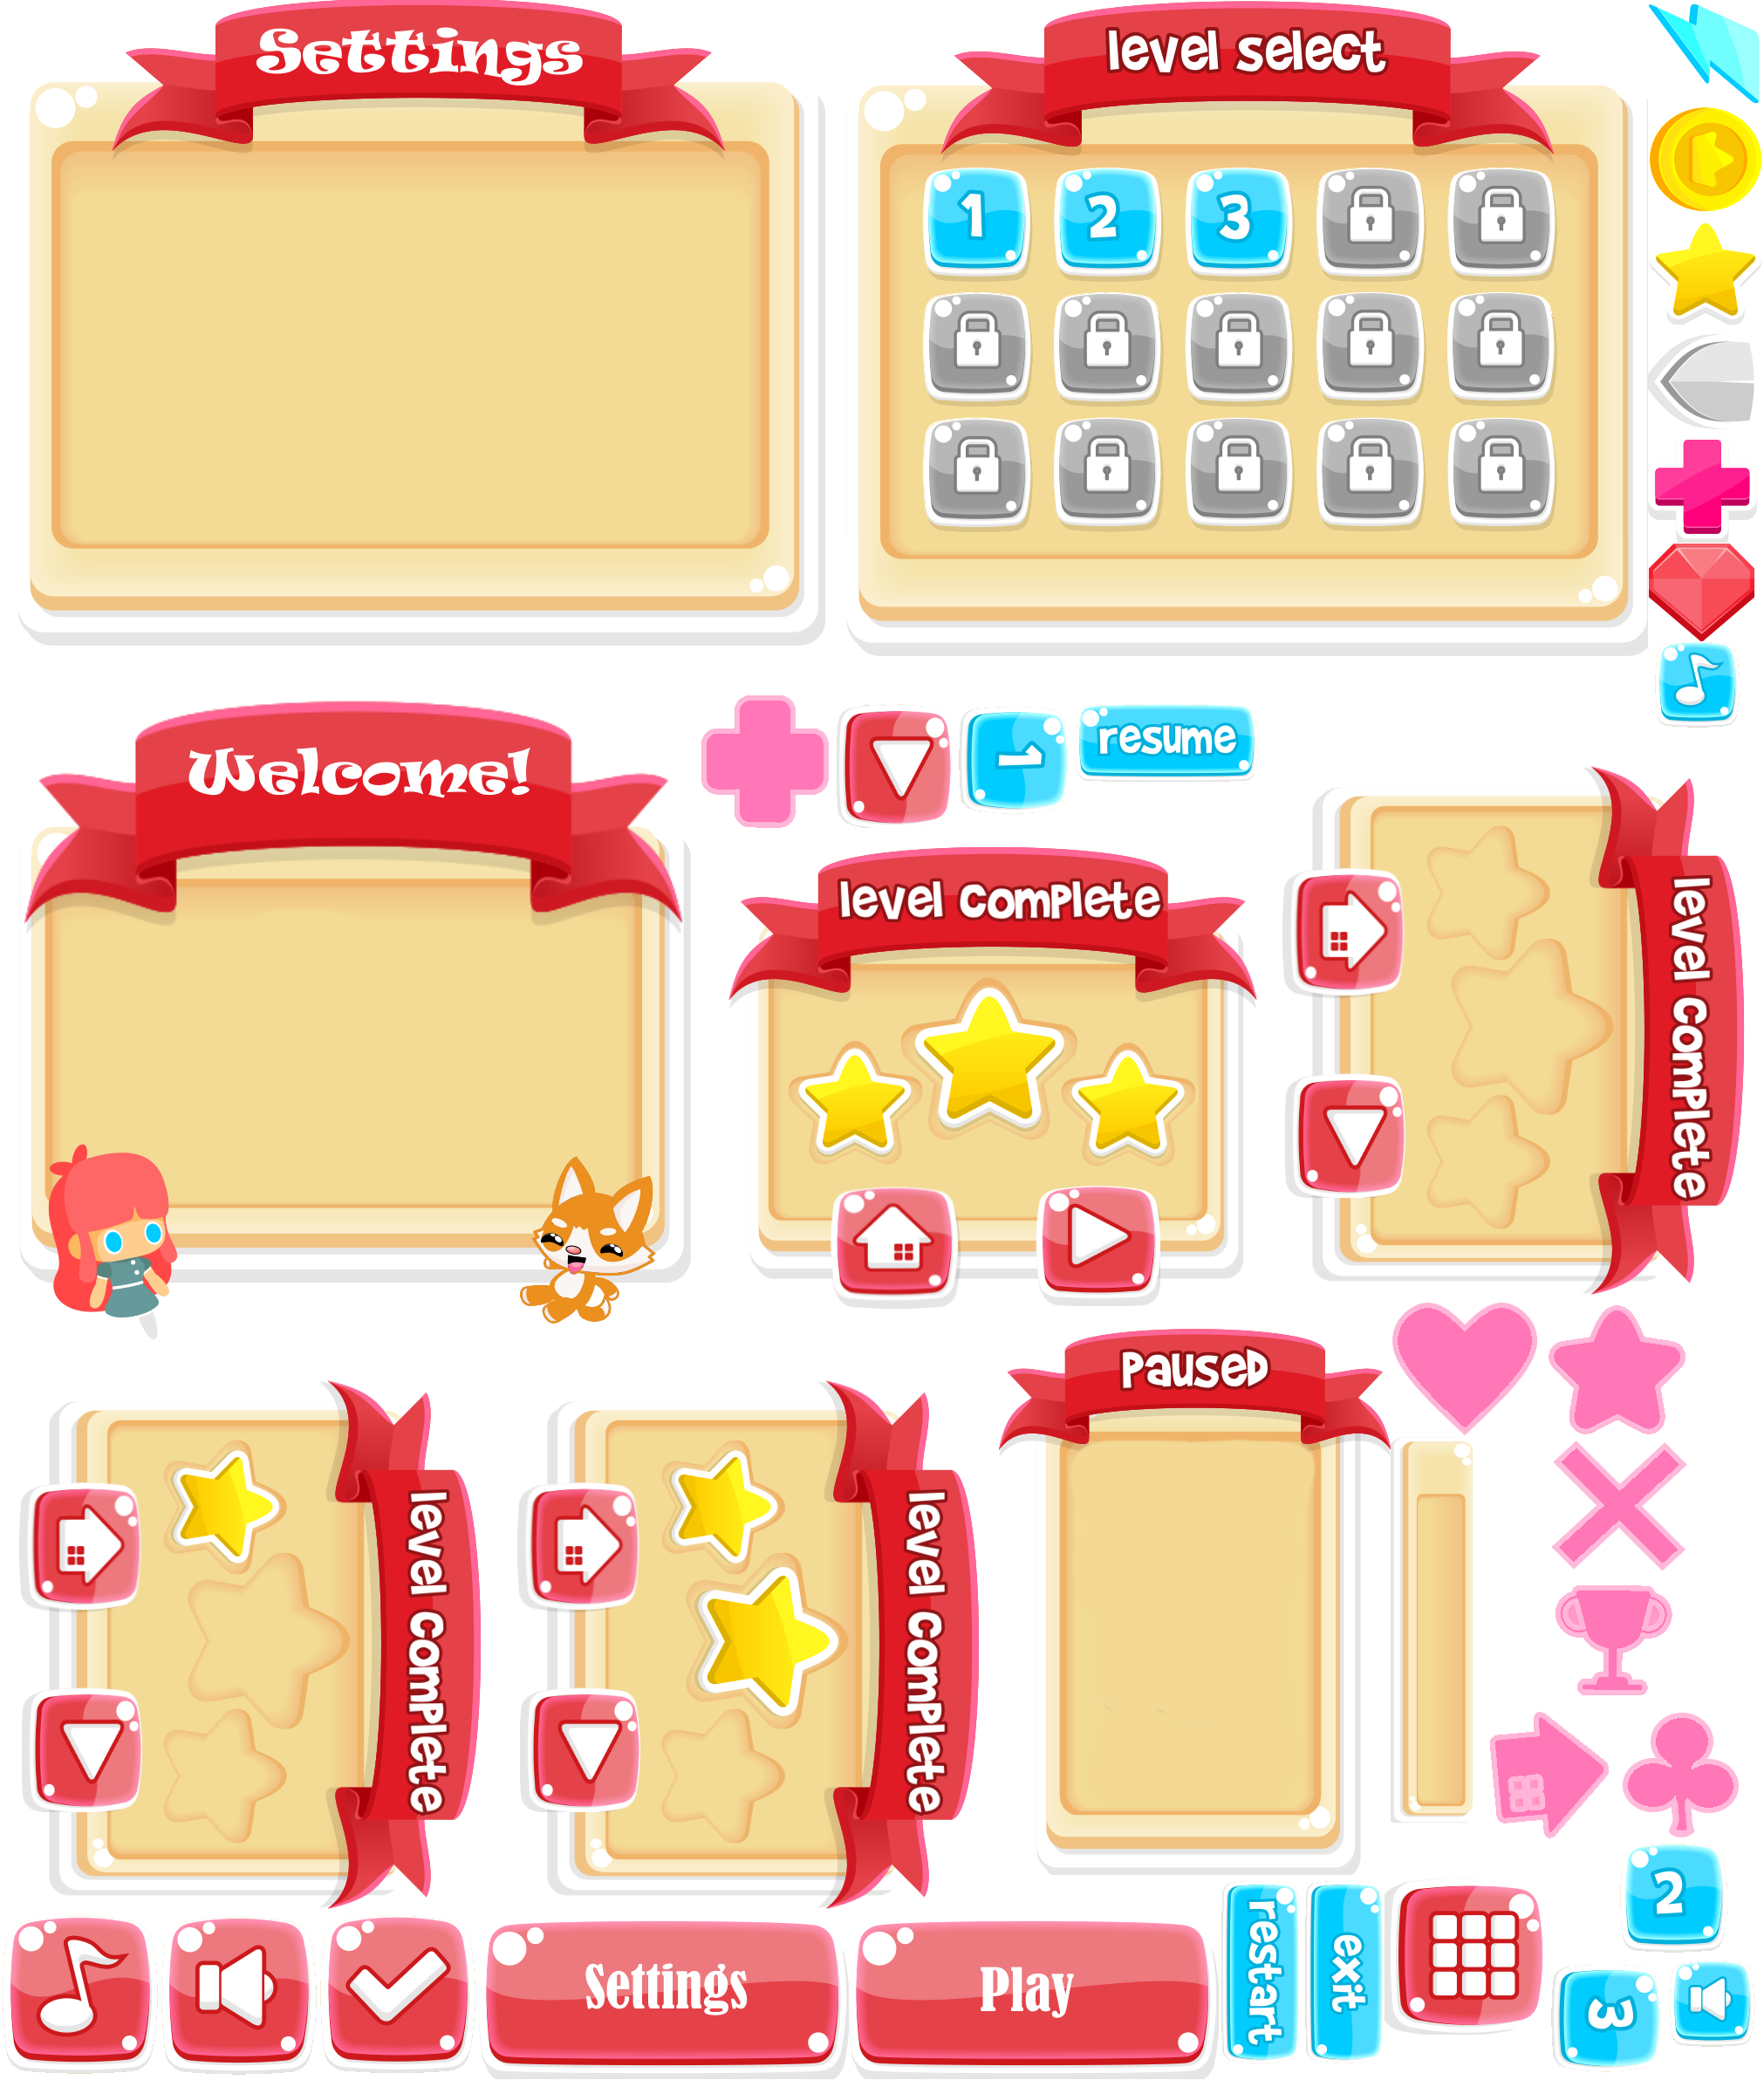 Settings
level select
1 2 3
Welcome!
1
resume
level complete
level complete
PAUSED
level complete
level complete
2
Settings
Play
restart
exit
3